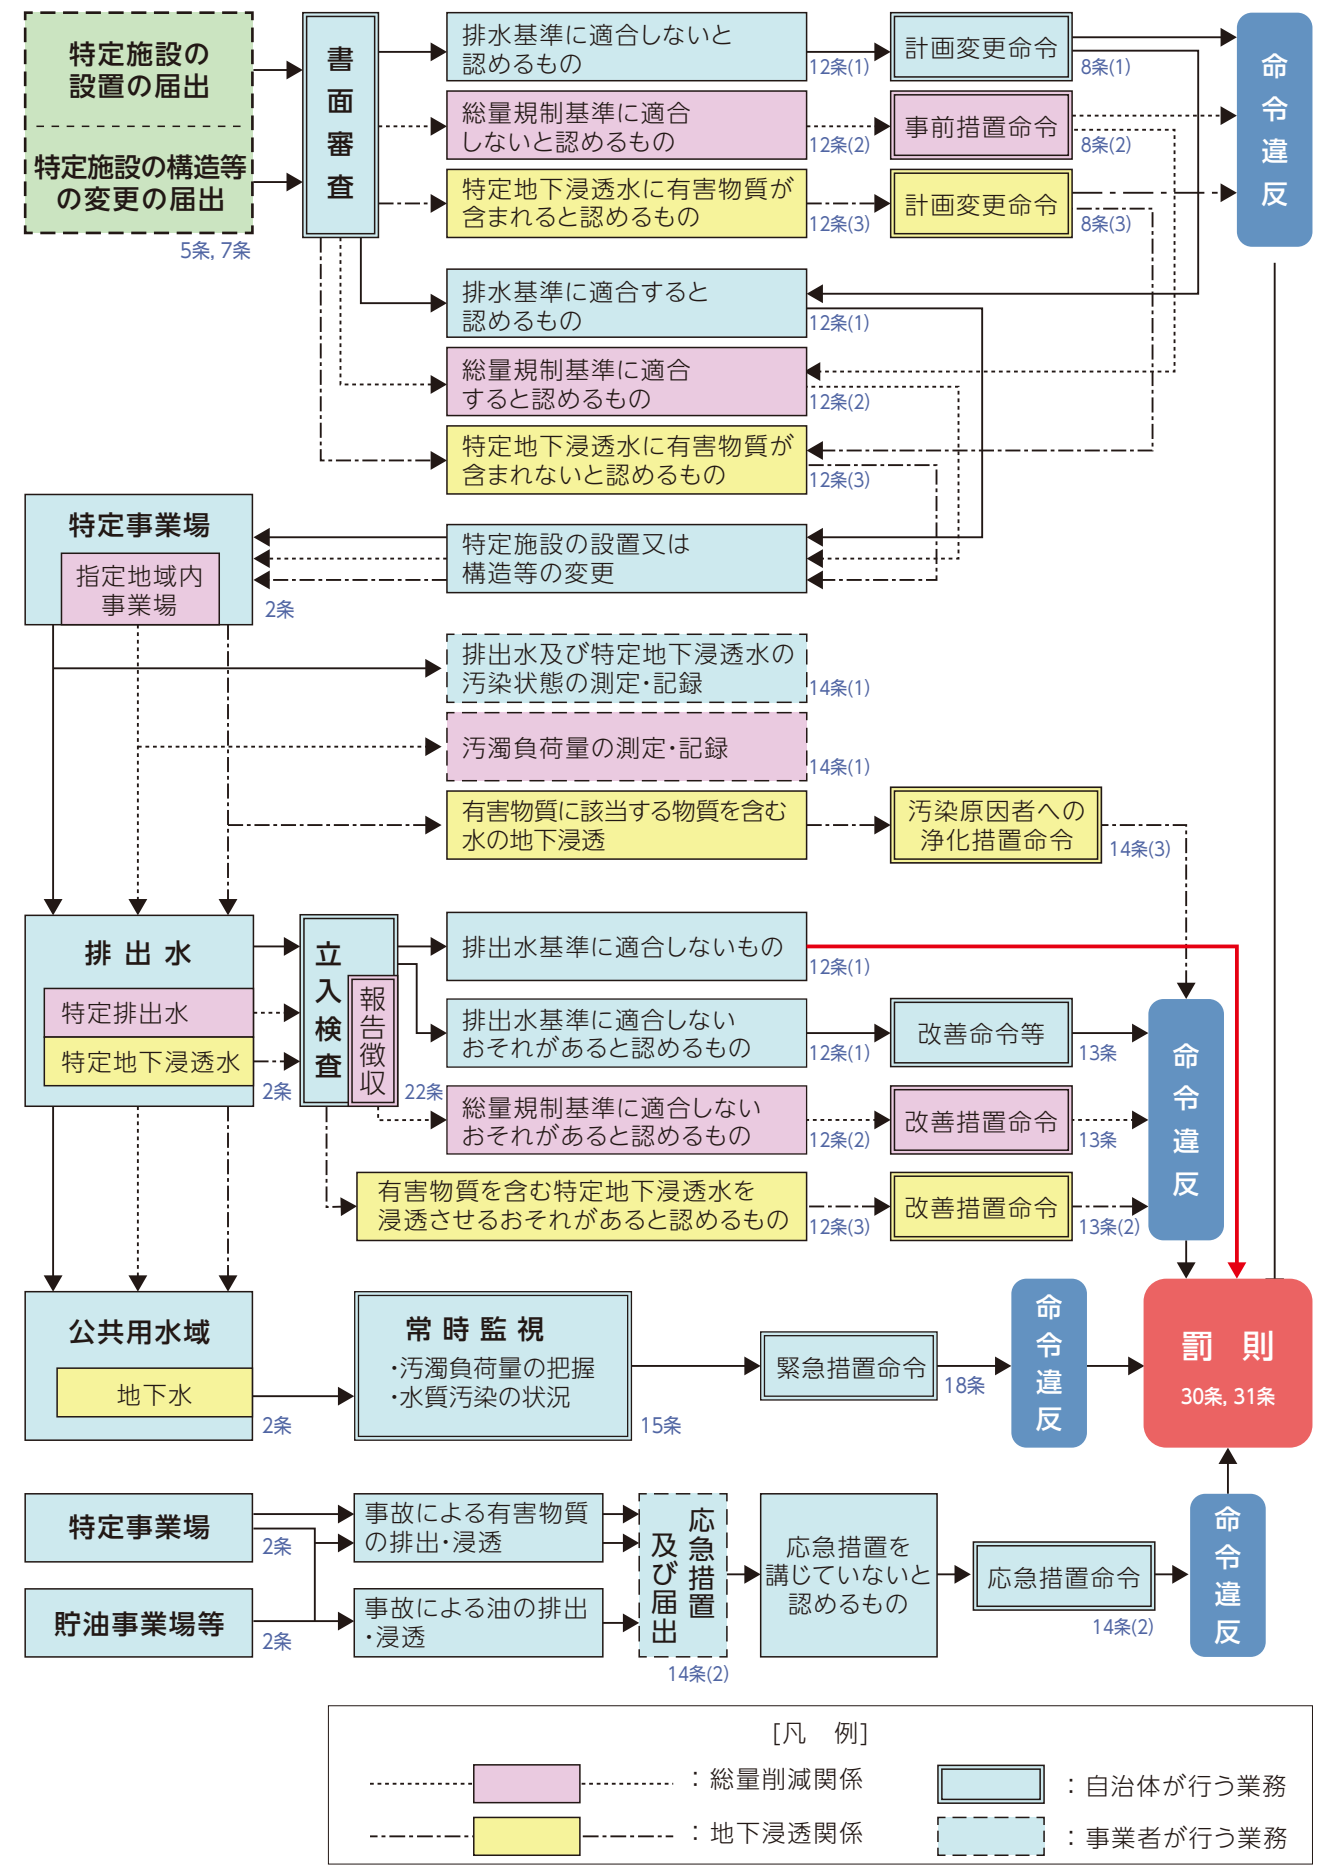 特定施設の
設置の届出
特定施設の構造等
の変更の届出
5条, 7条
書面審査
排水基準に適合しないと
認めるもの
12条(1)
計画変更命令
8条(1)
総量規制基準に適合
しないと認めるもの
12条(2)
事前措置命令
8条(2)
特定地下浸透水に有害物質が
含まれると認めるもの
12条(3)
計画変更命令
8条(3)
命令違反
排水基準に適合すると
認めるもの
12条(1)
総量規制基準に適合
すると認めるもの
12条(2)
特定地下浸透水に有害物質が
含まれないと認めるもの
12条(3)
特定事業場
指定地域内
事業場
2条
特定施設の設置又は
構造等の変更
排出水及び特定地下浸透水の
汚染状態の測定・記録
14条(1)
汚濁負荷量の測定・記録
14条(1)
有害物質に該当する物質を含む
水の地下浸透
汚染原因者への
浄化措置命令
14条(3)
排出水
特定排出水
特定地下浸透水
2条
立入検査
報告徴収
22条
排出水基準に適合しないもの
12条(1)
排出水基準に適合しない
おそれがあると認めるもの
12条(1)
改善命令等
13条
総量規制基準に適合しない
おそれがあると認めるもの
12条(2)
改善措置命令
13条
有害物質を含む特定地下浸透水を
浸透させるおそれがあると認めるもの
12条(3)
改善措置命令
13条(2)
命令違反
公共用水域
地下水
2条
常時監視
・汚濁負荷量の把握
・水質汚染の状況
15条
緊急措置命令
18条
命令違反
罰則
30条, 31条
特定事業場
2条
貯油事業場等
2条
事故による有害物質
の排出・浸透
事故による油の排出
・浸透
応急措置
及び届出
14条(2)
応急措置を
講じていないと
認めるもの
応急措置命令
14条(2)
命令違反
[凡 例]
：総量削減関係
：自治体が行う業務
：地下浸透関係
：事業者が行う業務